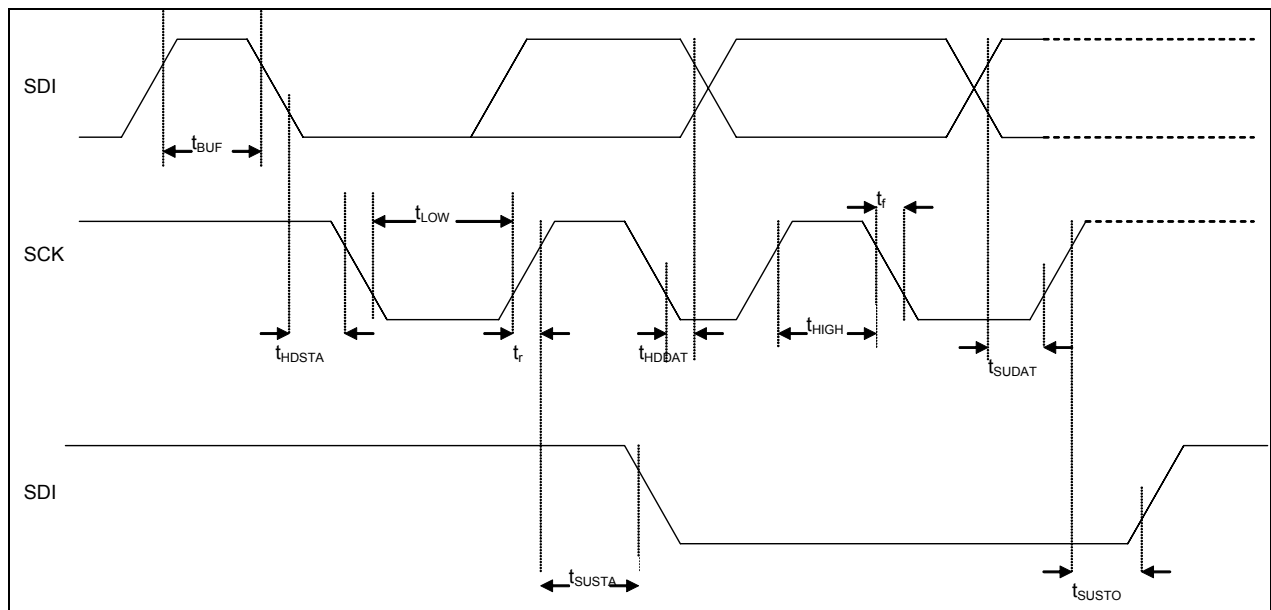 SDI
tBUF
tLOW
tf
SCK
tHDSTA
tr
tHDDAT
tHIGH
tSUDAT
SDI
tSUSTA
tSUSTO